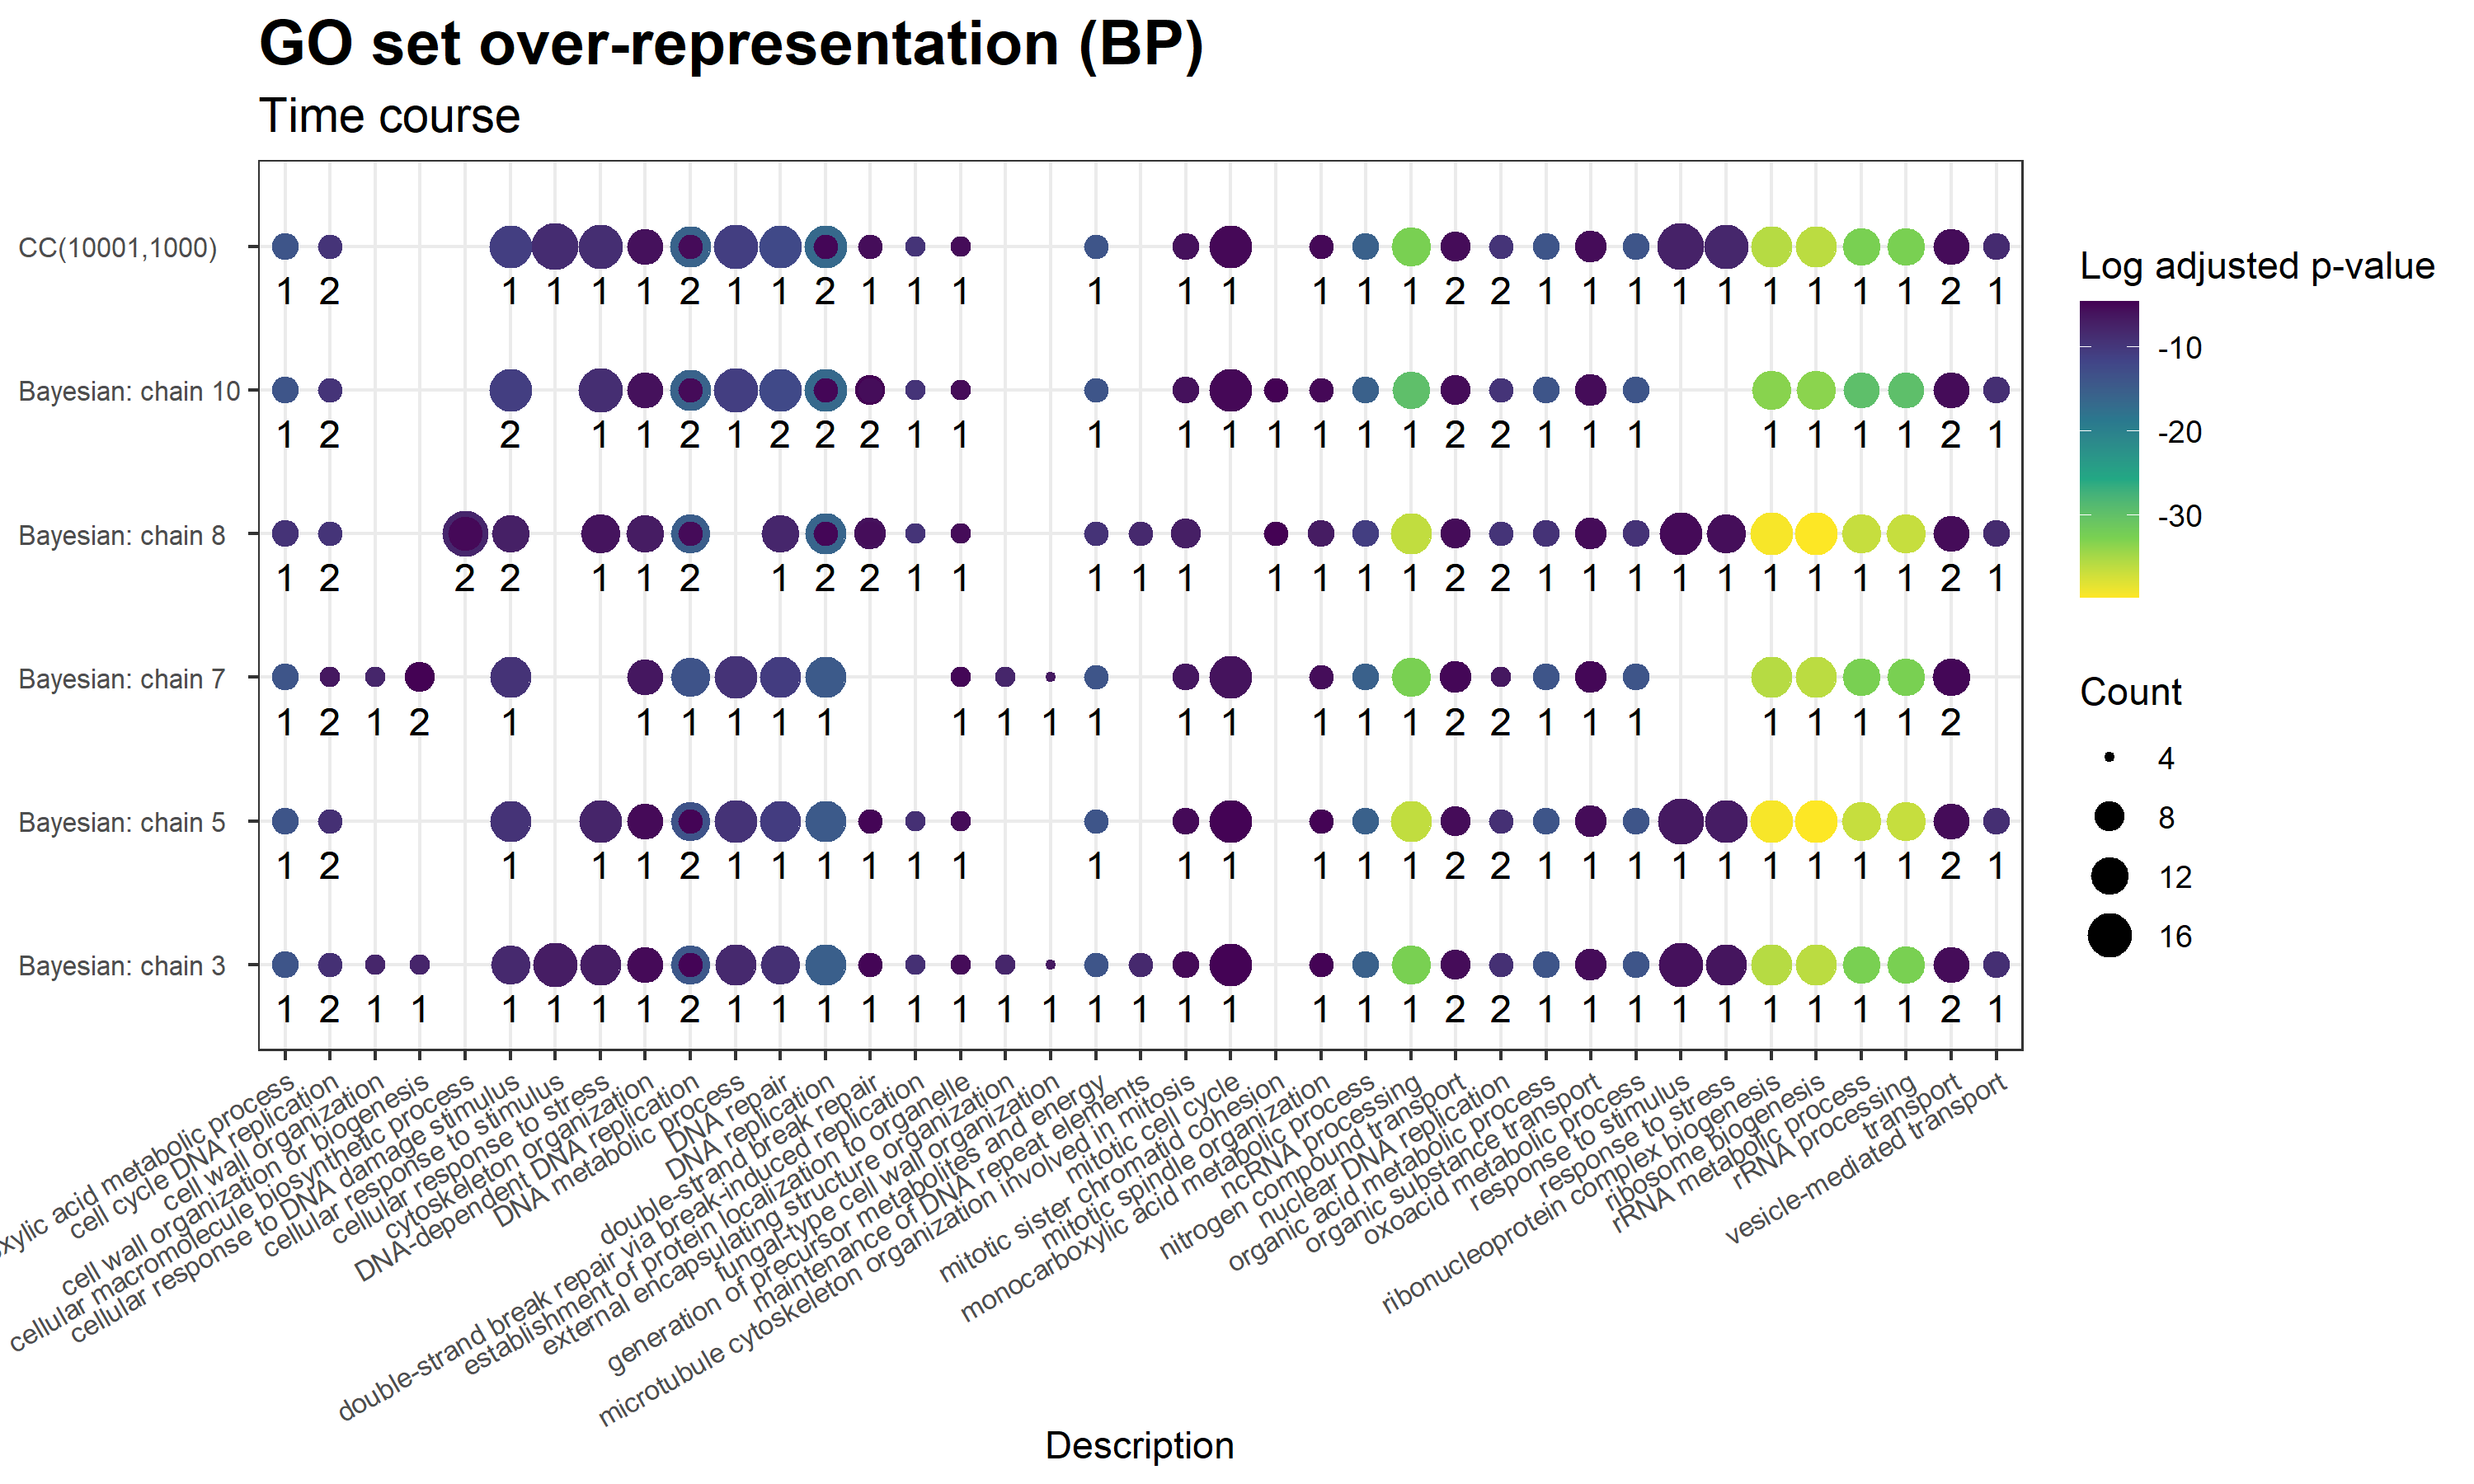 GO set over-representation (BP)
Time course
CC(10001,1000)
1 2 1 1 1 1 2 1 1 2 1 1 1 1 1 1 1 1 1 2 2 1 1 1 1 1 1 1 1 1 2 1
Bayesian: chain 10
1 2 2 1 1 2 1 2 2 2 1 1 1 1 1 1 1 1 1 2 2 1 1 1 1 1 1 1 2 1
Bayesian: chain 8
1 2 2 2 1 1 2 1 2 2 1 1 1 1 1 1 1 1 1 2 2 1 1 1 1 1 1 1 1 1 2 1
Bayesian: chain 7
1 2 1 2 1 1 1 1 1 1 1 1 1 1 1 1 1 1 1 2 2 1 1 1 1 1 1 1 2
Bayesian: chain 5
1 2 1 1 1 2 1 1 1 1 1 1 1 1 1 1 1 1 2 2 1 1 1 1 1 1 1 1 1 2 1
Bayesian: chain 3
1 2 1 1 1 1 1 1 2 1 1 1 1 1 1 1 1 1 1 1 1 1 1 1 2 2 1 1 1 1 1 1 1 1 1 2 1
acid metabolic process
cell cycle DNA replication
cell wall organization
cell wall organization or biogenesis
cellular macromolecule biosynthetic process
cellular response to DNA damage stimulus
cellular response to stimulus
cellular response to stress
cytoskeleton organization
DNA-dependent DNA replication
DNA metabolic process
DNA repair
DNA replication
double-strand break repair
double-strand break repair via break-induced replication
establishment of protein localization to organelle
external encapsulating structure organization
fungal-type cell wall organization
generation of precursor metabolites and energy
maintenance of DNA repeat elements
microtubule cytoskeleton organization involved in mitosis
mitotic cell cycle
mitotic sister chromatid cohesion
mitotic spindle organization
monocarboxylic acid metabolic process
ncRNA processing
nitrogen compound transport
nuclear DNA replication
organic acid metabolic process
organic substance transport
oxoacid metabolic process
response to stimulus
response to stress
ribonucleoprotein complex biogenesis
ribosome biogenesis
rRNA metabolic process
rRNA processing
transport
vesicle-mediated transport
Description
Log adjusted p-value
-10
-20
-30
Count
4
8
12
16